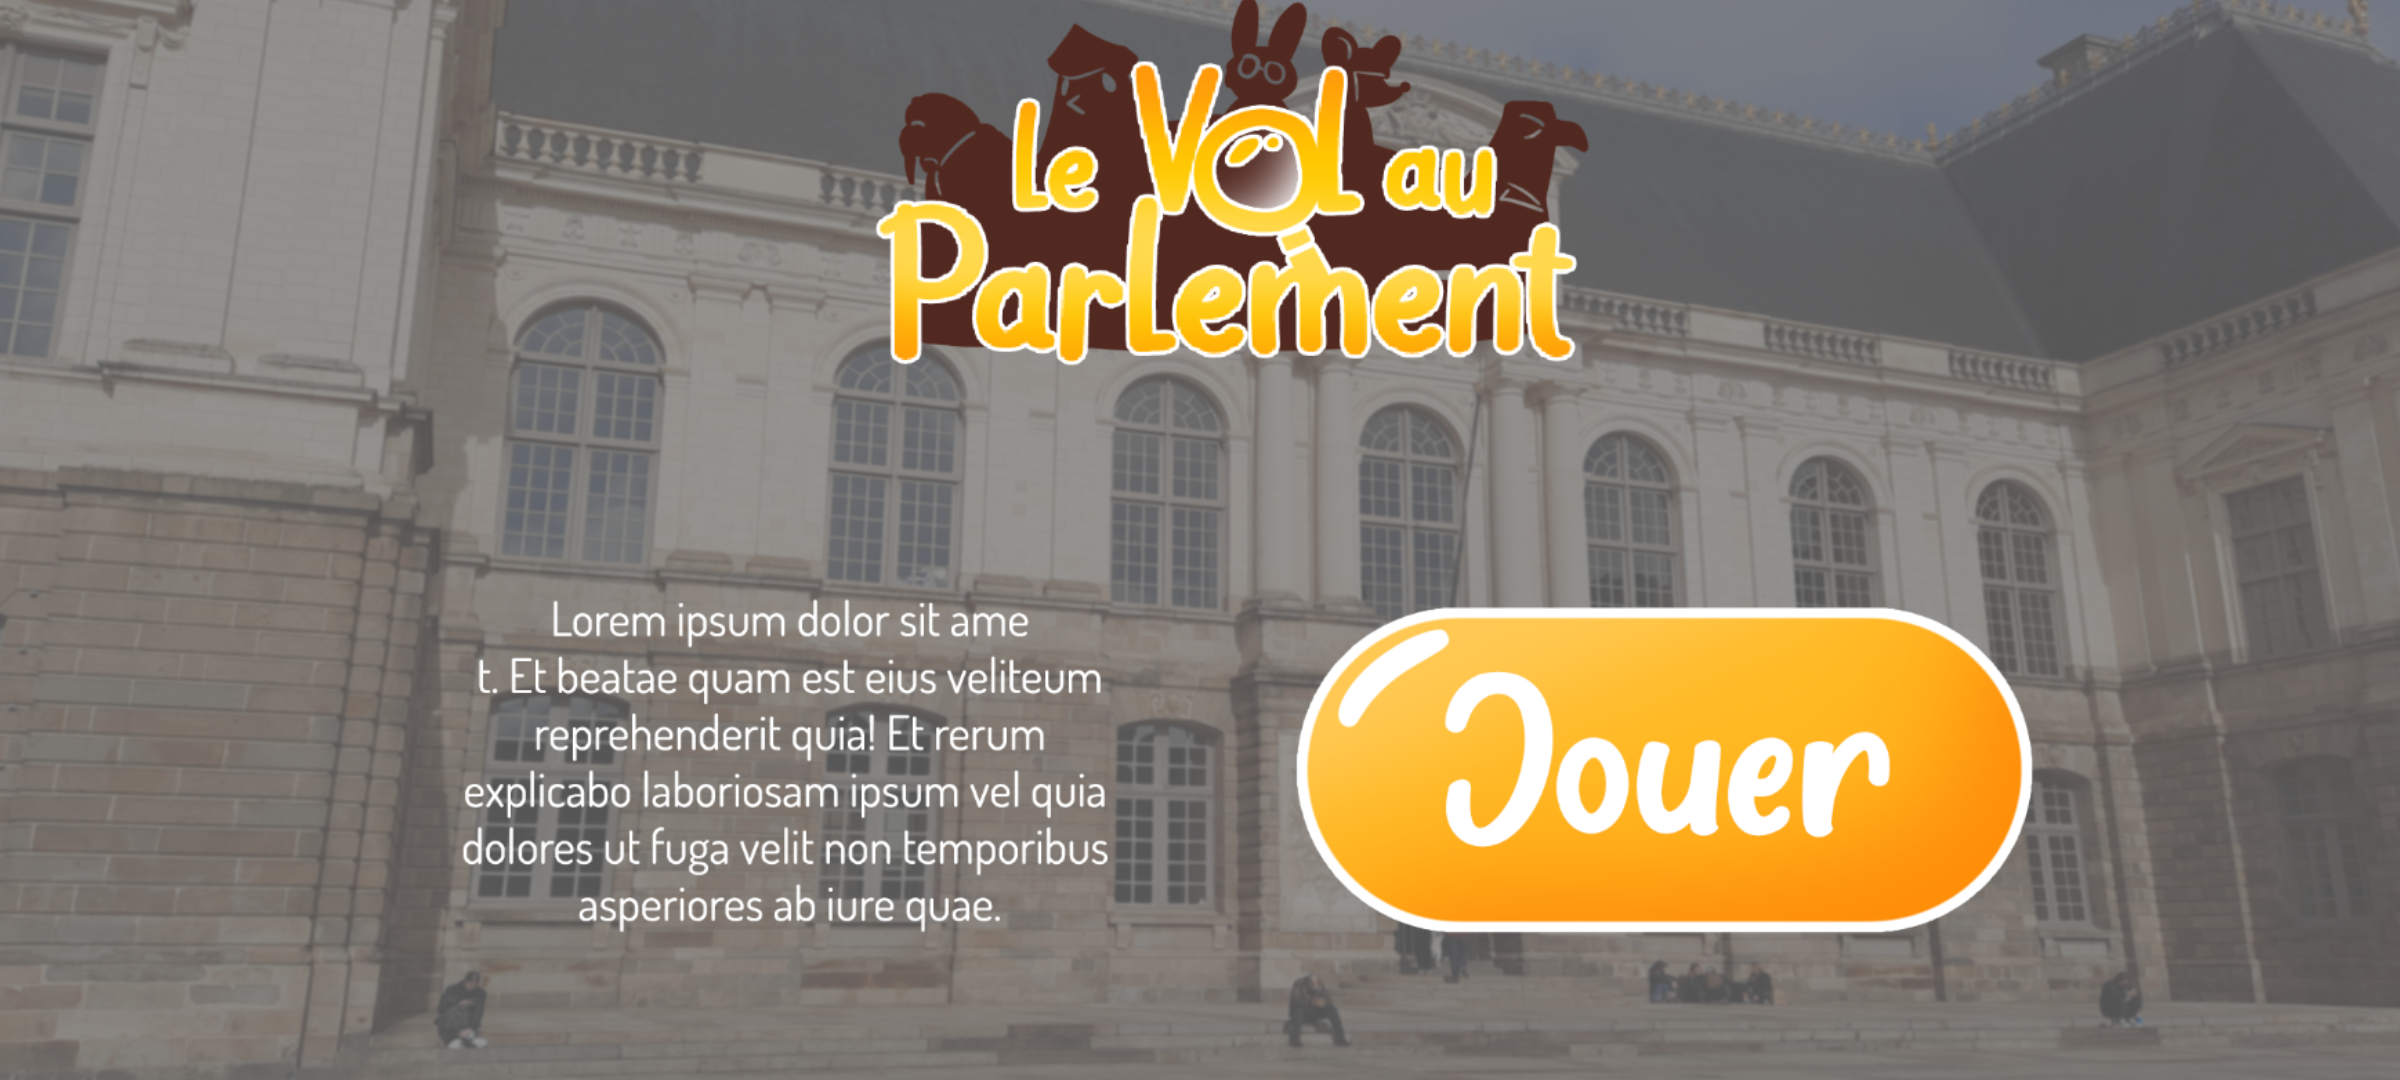 Le Vol au
Parlement
Lorem ipsum dolor sit ame
t. Et beatae quam est eius veliteum
reprehenderit quia! Et rerum
explicabo laboriosam ipsum vel quia
dolores ut fuga velit non temporibus
asperiores ab iure quae.
Jouer